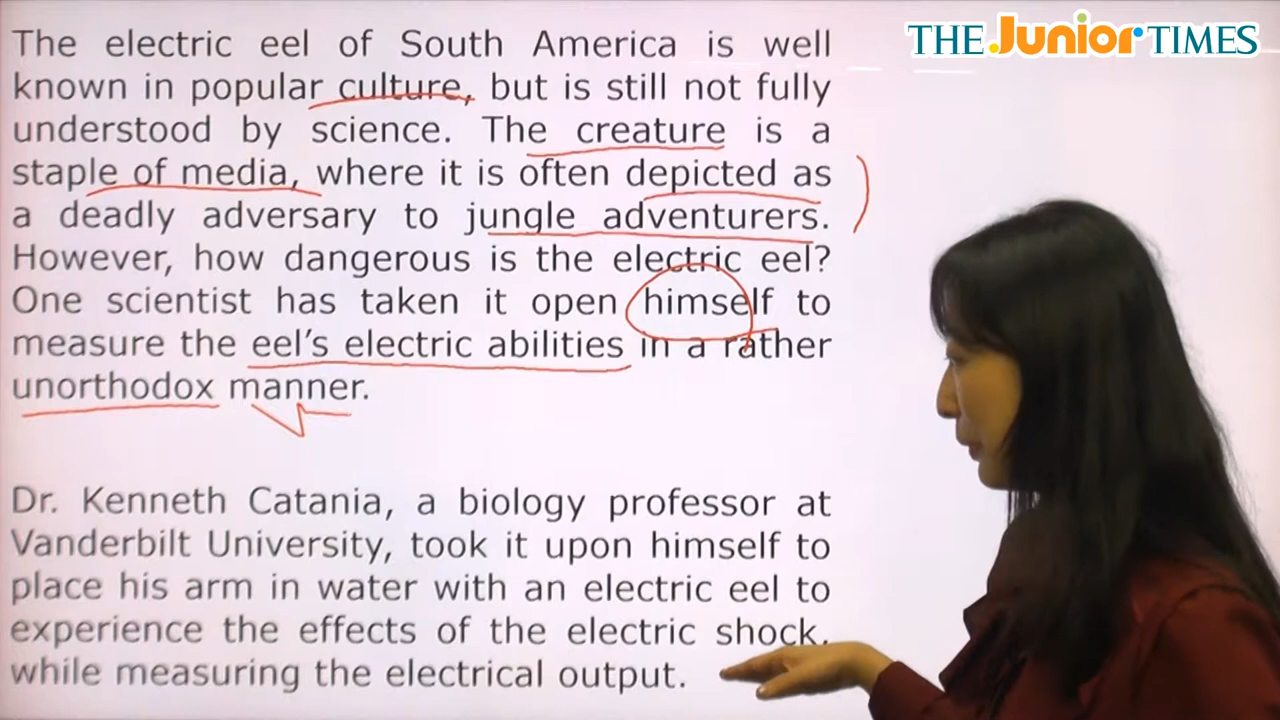 THE Junior TIMES
The electric eel of South America is well
known in popular culture, but is still not fully
understood by science. The creature is a
staple of media, where it is often depicted as
a deadly adversary to jungle adventurers.
However, how dangerous is the electric eel?
One scientist has taken it open himself to
measure the eel's electric abilities in a rather
unorthodox manner.
Dr. Kenneth Catania, a biology professor at
Vanderbilt University, took it upon himself to
place his arm in water with an electric eel to
experience the effects of the electric shock,
while measuring the electrical output.